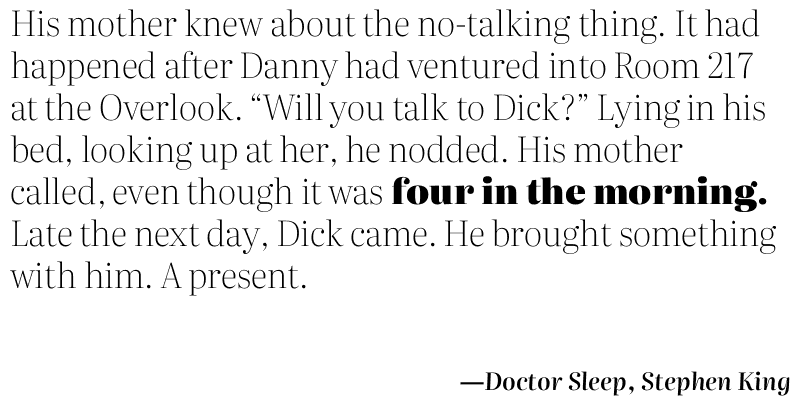 His mother knew about the no-talking thing. It had
happened after Danny had ventured into Room 217
at the Overlook. “Will you talk to Dick?” Lying in his
bed, looking up at her, he nodded. His mother
called, even though it was four in the morning.
Late the next day, Dick came. He brought something
with him. A present.
—Doctor Sleep, Stephen King